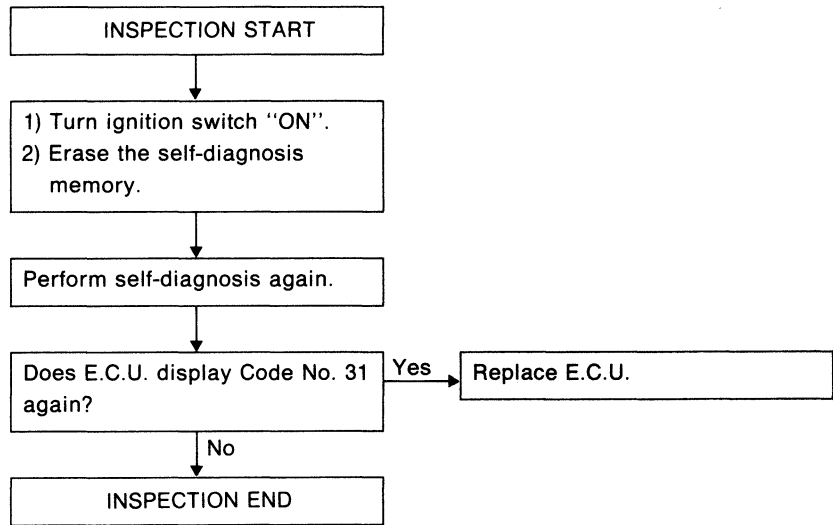 INSPECTION START
1) Turn ignition switch "ON".
2) Erase the self-diagnosis
memory.
Perform self-diagnosis again.
Does E.C.U. display Code No. 31
again?
Yes
Replace E.C.U.
No
INSPECTION END